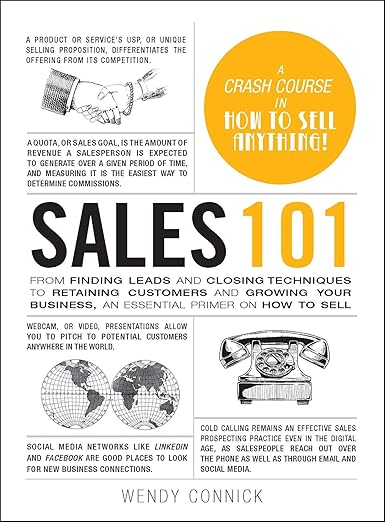 A PRODUCT OR SERVICE'S USP, OR UNIQUE
SELLING PROPOSITION, DIFFERENTIATES THE
OFFERING FROM ITS COMPETITION.
A
CRASH COURSE
IN
HOW TO SELL
ANYTHING!
A QUOTA, OR SALES GOAL, IS THE AMOUNT OF
REVENUE A SALESPERSON IS EXPECTED
TO GENERATE OVER A GIVEN PERIOD OF TIME,
AND MEASURING IT IS THE EASIEST WAY TO
DETERMINE COMMISSIONS.
SALES 101
FROM FINDING LEADS AND CLOSING TECHNIQUES
TO RETAINING CUSTOMERS AND GROWING YOUR
BUSINESS, AN ESSENTIAL PRIMER ON HOW TO SELL
WEBCAM, OR VIDEO, PRESENTATIONS ALLOW
YOU TO PITCH TO POTENTIAL CUSTOMERS
ANYWHERE IN THE WORLD.
SOCIAL MEDIA NETWORKS LIKE LINKEDIN
AND FACEBOOK ARE GOOD PLACES TO LOOK
FOR NEW BUSINESS CONNECTIONS.
COLD CALLING REMAINS AN EFFECTIVE SALES
PROSPECTING PRACTICE EVEN IN THE DIGITAL
AGE, AS SALESPEOPLE REACH OUT OVER
THE PHONE AS WELL AS THROUGH EMAIL AND
SOCIAL MEDIA.
WENDY CONNICK